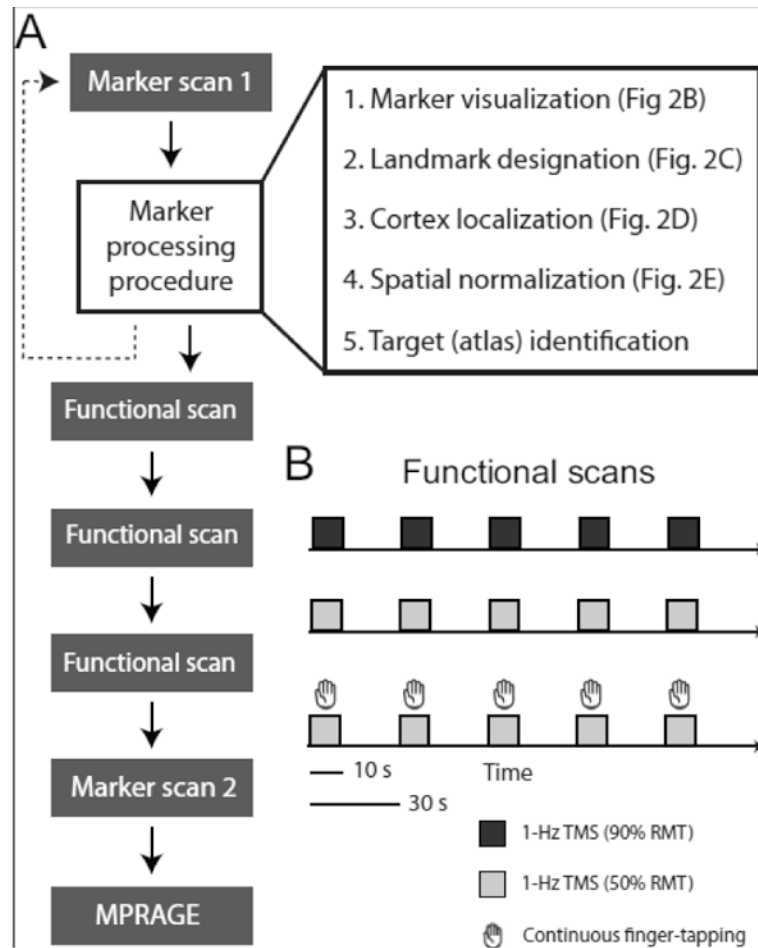 A
Marker scan 1
Marker
processing
procedure
1. Marker visualization (Fig 2B)
2. Landmark designation (Fig. 2C)
3. Cortex localization (Fig. 2D)
4. Spatial normalization (Fig. 2E)
5. Target (atlas) identification
Functional scan
Functional scan
Functional scan
Marker scan 2
MPRAGE
B
Functional scans
10 s
Time
30 s
1-Hz TMS (90% RMT)
1-Hz TMS (50% RMT)
Continuous finger-tapping